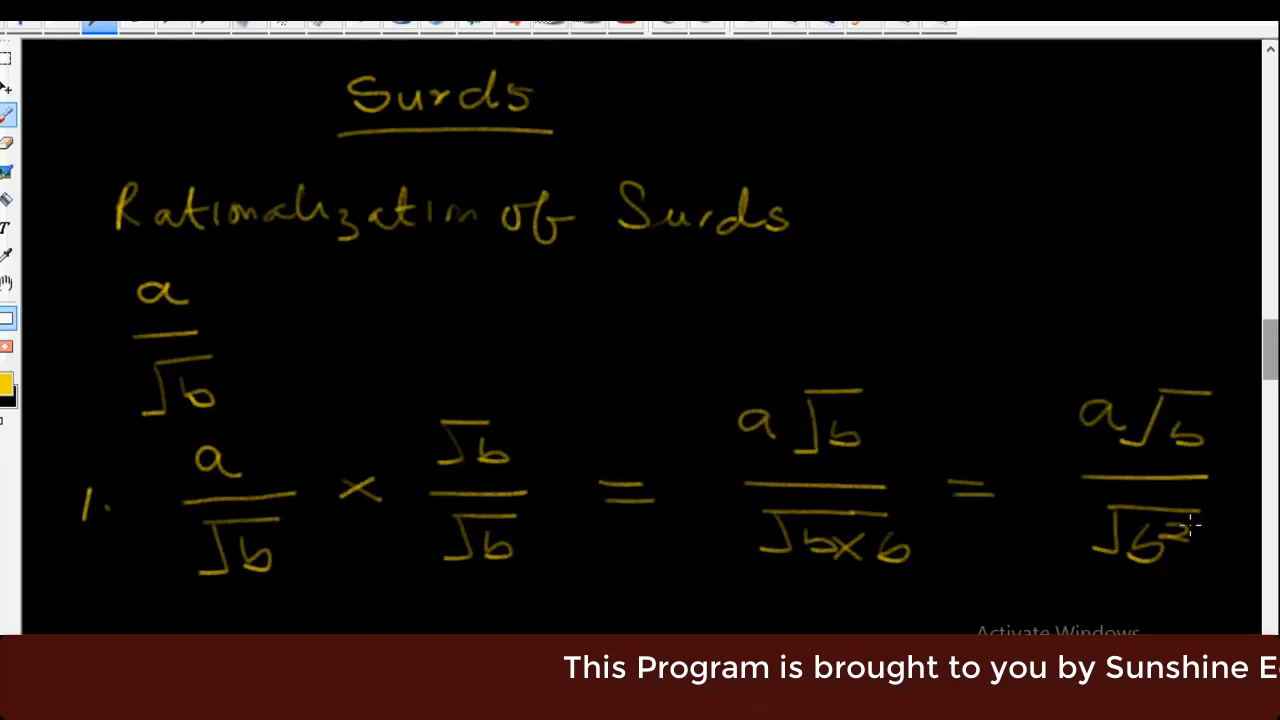 Surds
Rationalization of Surds
a/√b
1. a/√b × √b/√b = a√b/√b×b = a√b/√b²
Activate Windows
This Program is brought to you by Sunshine E